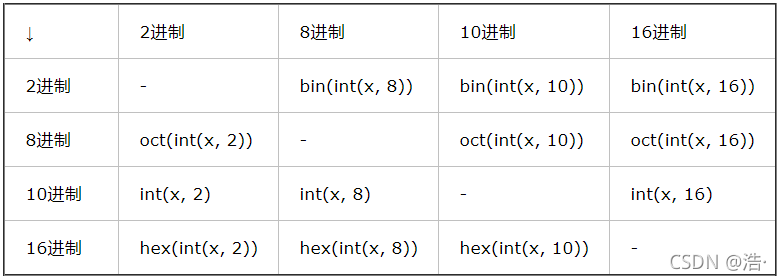 ↓ 2进制 8进制 10进制 16进制
2进制 - bin(int(x, 8)) bin(int(x, 10)) bin(int(x, 16))
8进制 oct(int(x, 2)) - oct(int(x, 10)) oct(int(x, 16))
10进制 int(x, 2) int(x, 8) - int(x, 16)
16进制 hex(int(x, 2)) hex(int(x, 8)) hex(int(x, 10)) -
CSDN @浩·